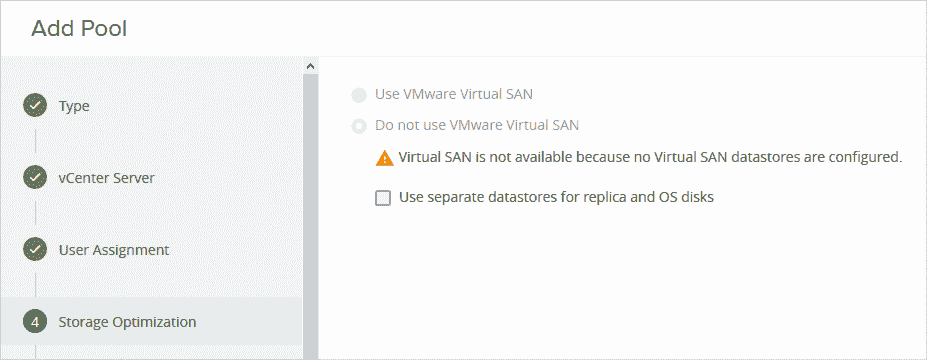 Add Pool
Type
vCenter Server
User Assignment
4 Storage Optimization
Use VMware Virtual SAN
Do not use VMware Virtual SAN
Virtual SAN is not available because no Virtual SAN datastores are configured.
Use separate datastores for replica and OS disks